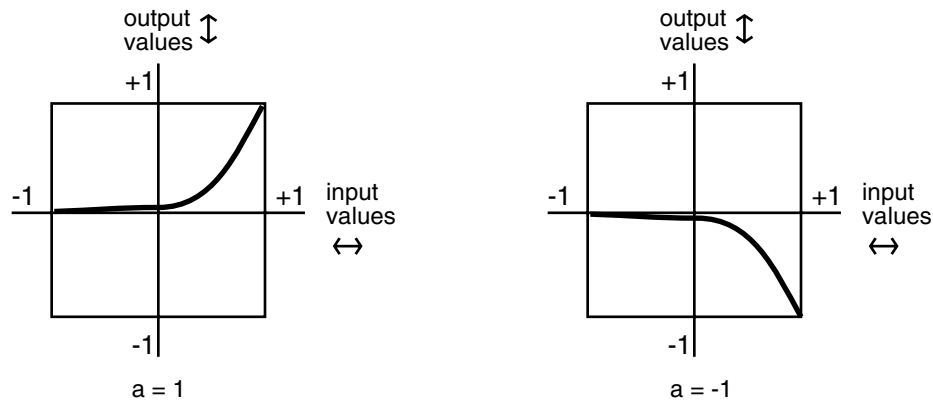 output
values
+1
-1
+1
input
values
-1
a = 1
output
values
+1
-1
+1
input
values
-1
a = -1